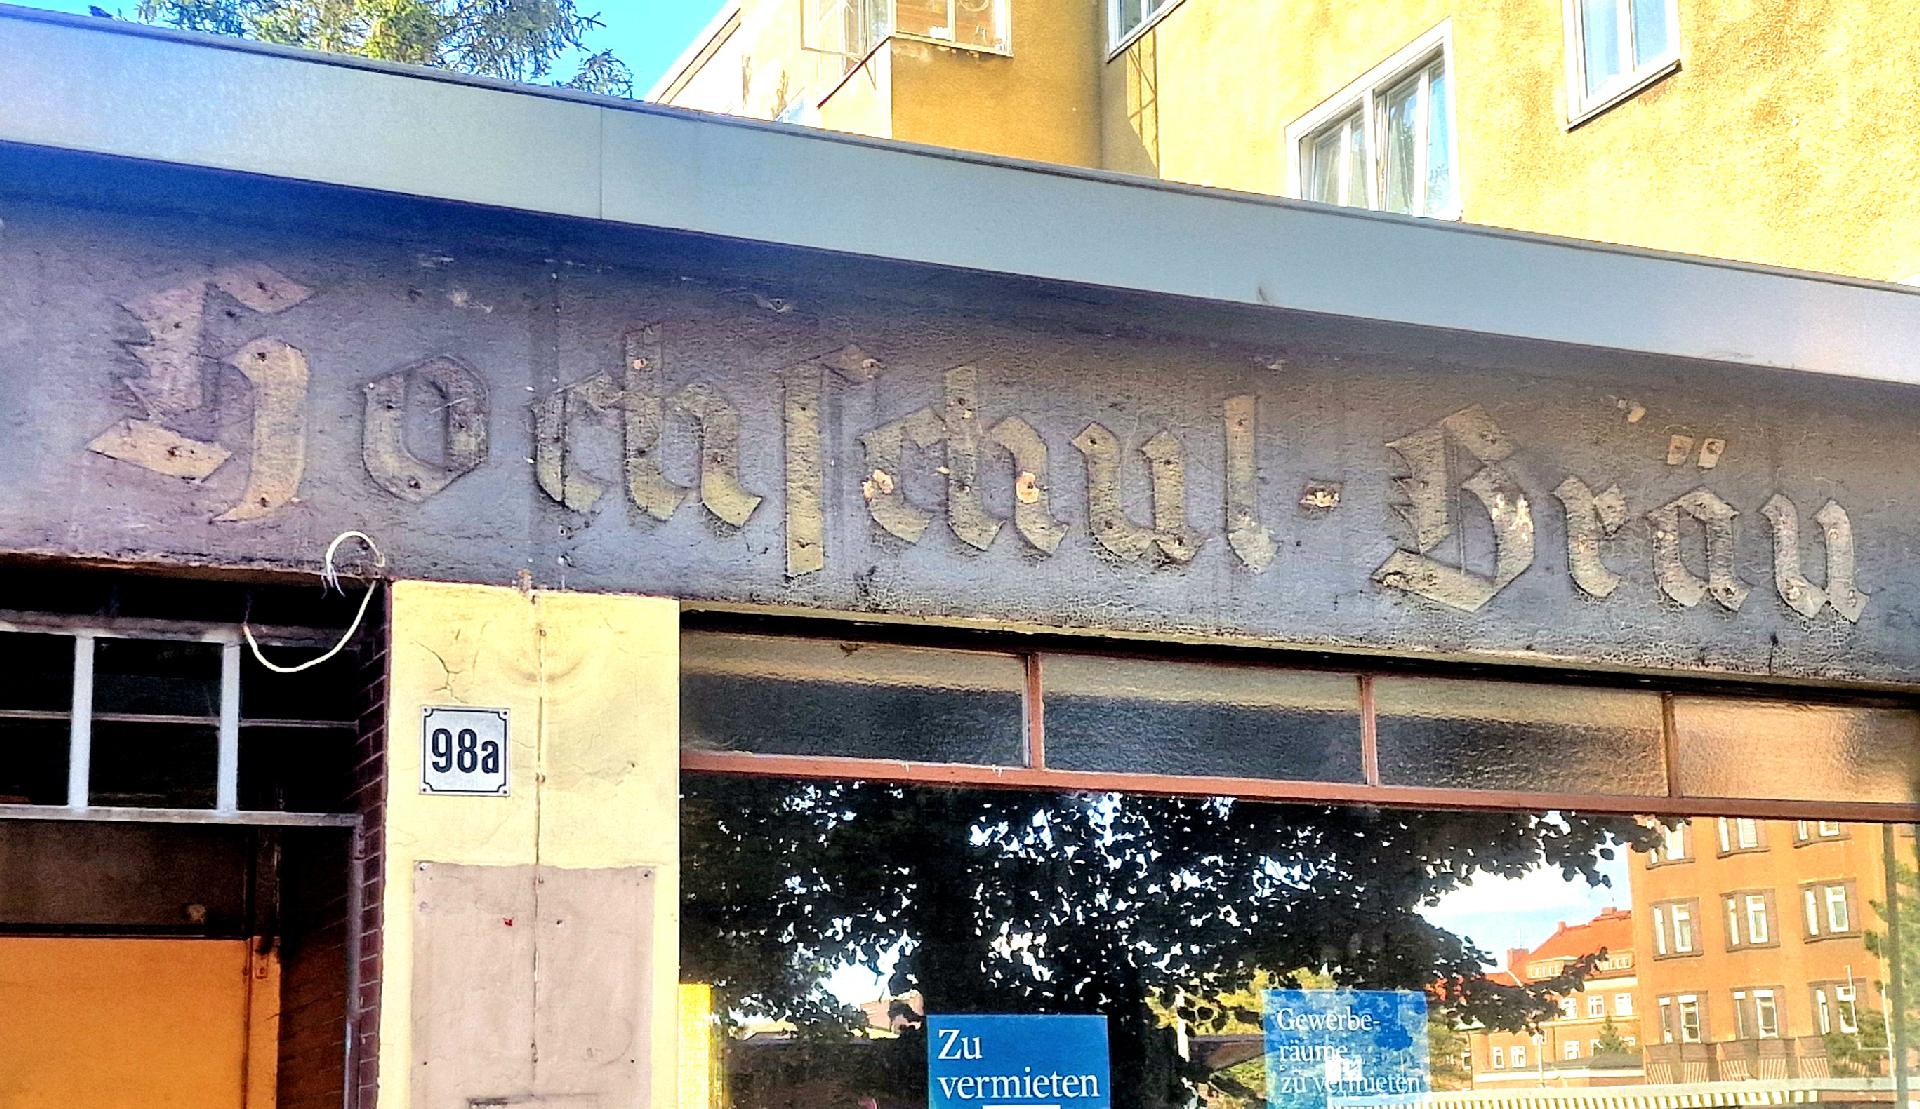 Hochſchul-Bräu
98a
Zu
vermieten
Gewerbe-
räume
zu vermieten